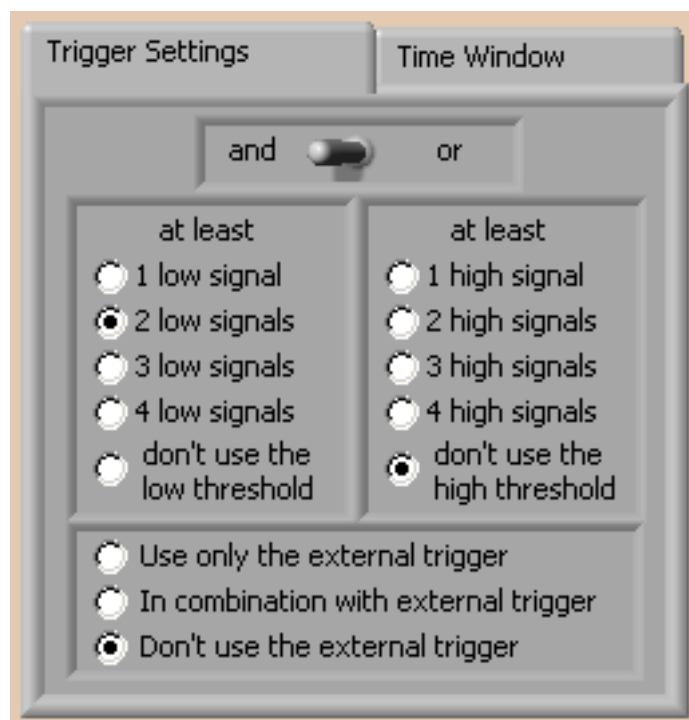 Trigger Settings
Time Window
and or
at least
1 low signal
2 low signals
3 low signals
4 low signals
don't use the
low threshold
at least
1 high signal
2 high signals
3 high signals
4 high signals
don't use the
high threshold
Use only the external trigger
In combination with external trigger
Don't use the external trigger